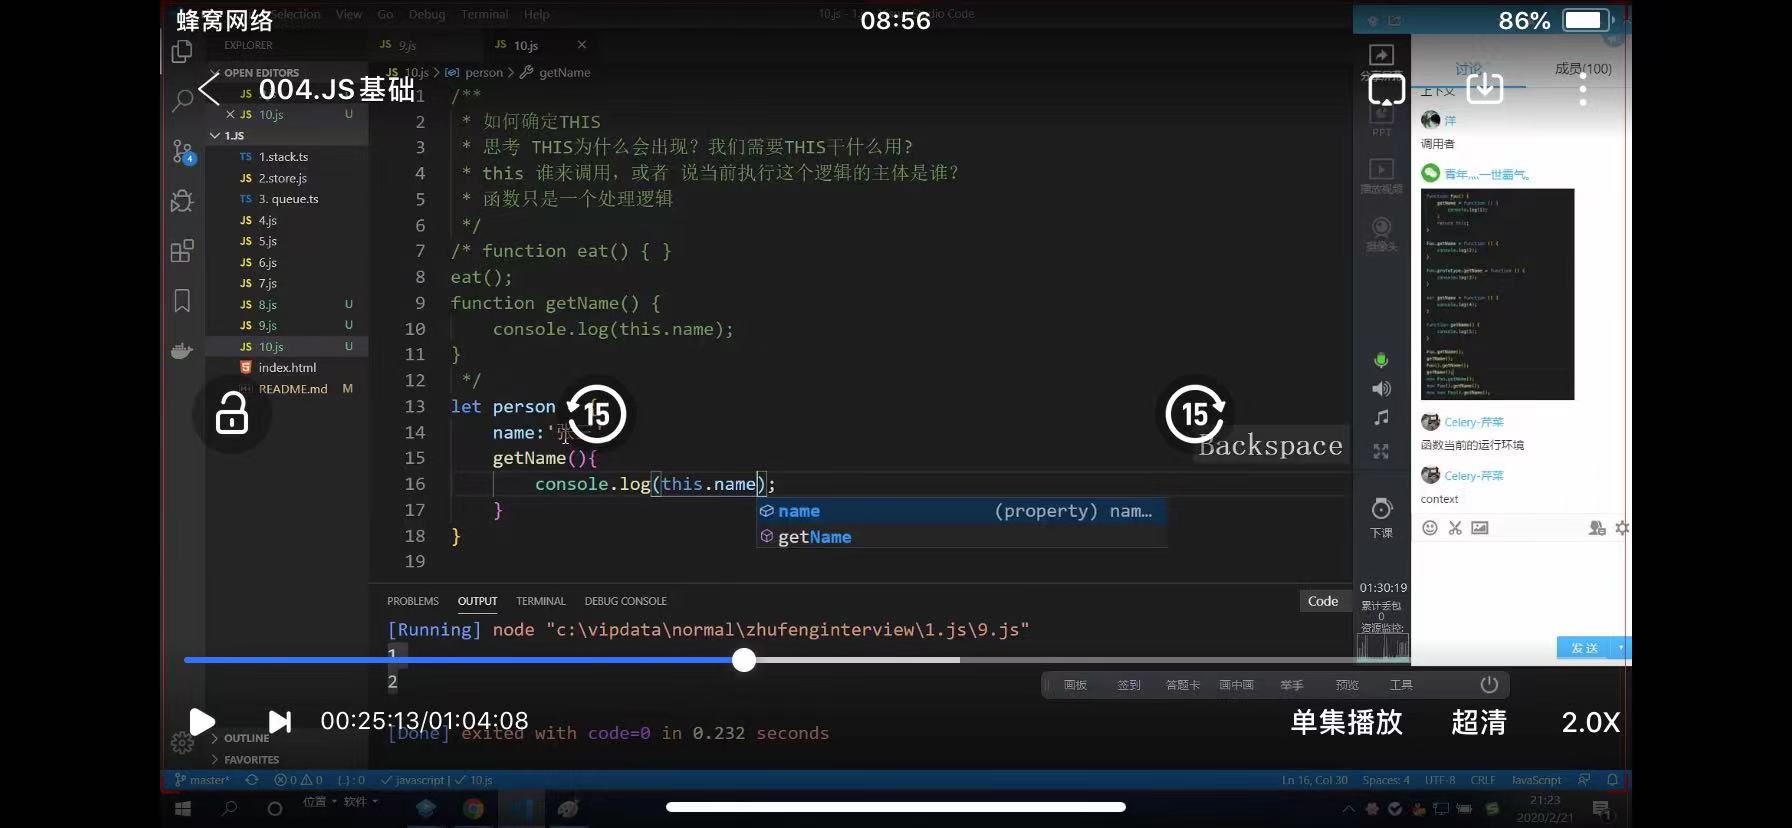 蜂窝网络
08:56
86%
Selection View Go Debug Terminal Help
EXPLORER
JS 9.js
JS 10.js
OPEN EDITORS
JS 10.js > person > getName
004.JS基础
JS 10.js U
1.JS
TS 1.stack.ts
JS 2.store.js
TS 3. queue.ts
JS 4.js
JS 5.js
JS 6.js
JS 7.js
JS 8.js U
JS 9.js U
JS 10.js U
index.html
README.md M
4
1 /**
2 * 如何确定THIS
3 * 思考 THIS为什么会出现？我们需要THIS干什么用？
4 * this 谁来调用，或者 说当前执行这个逻辑的主体是谁？
5 * 函数只是一个处理逻辑
6 */
7 /* function eat() { }
8 eat();
9 function getName() {
10 console.log(this.name);
11 }
12 */
13 let person
14 name:'张
15 getName(){
16 console.log(this.name);
17 }
18 }
19
name (property) nam…
getName
15
15
Backspace
讨论
成员(100)
上下文
洋
调用者
青年灬一世霸气。
Celery-芹菜
函数当前的运行环境
Celery-芹菜
context
PPT
播放视频
摄像头
下课
01:30:19
累计丢包
0
资源监控:
发送
PROBLEMS OUTPUT TERMINAL DEBUG CONSOLE
Code
[Running] node "c:\vipdata\normal\zhufenginterview\1.js\9.js"
1
2
画板 签到 答题卡 画中画 举手 预览 工具
00:25:13/01:04:08
单集播放 超清 2.0X
[Done] exited with code=0 in 0.232 seconds
OUTLINE
FAVORITES
master* 0 0 {.} : 0 javascript | 10.js
Ln 16, Col 30 Spaces: 4 UTF-8 CRLF JavaScript
位置 软件
21:23
2020/2/21